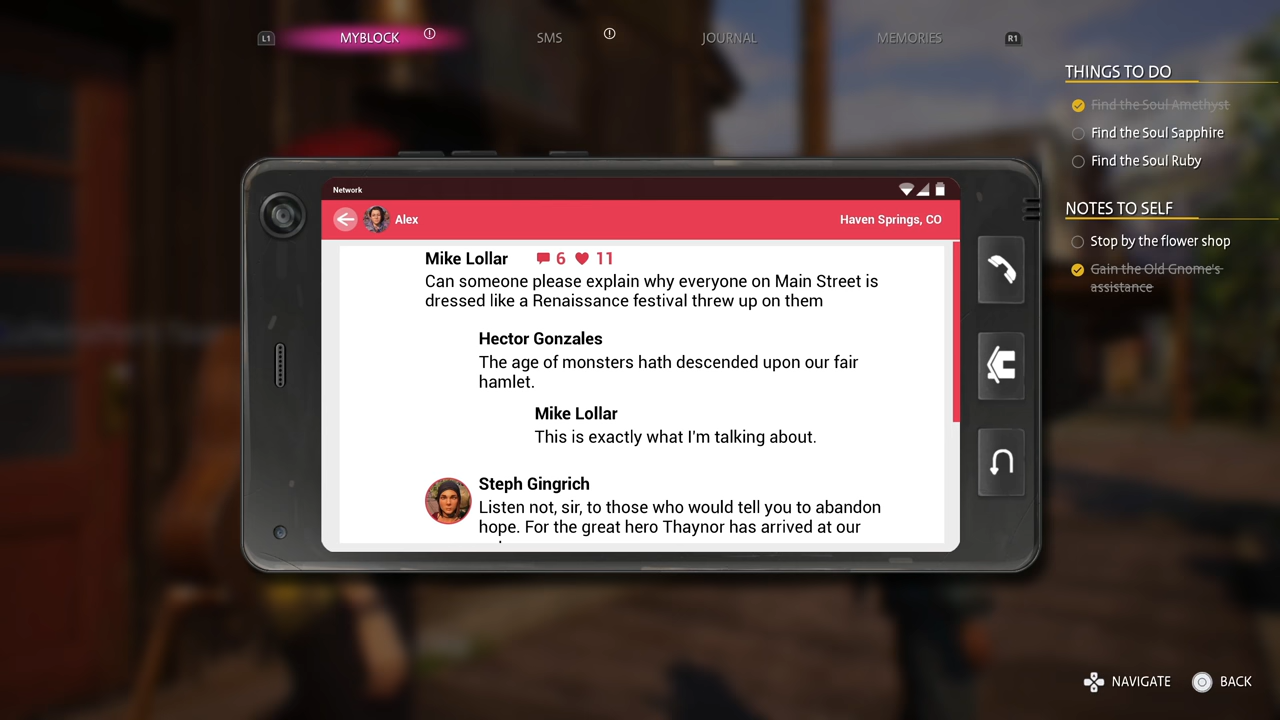 L1
MYBLOCK
SMS
JOURNAL
MEMORIES
R1
THINGS TO DO
Find the Soul Amethyst
Find the Soul Sapphire
Find the Soul Ruby
NOTES TO SELF
Stop by the flower shop
Gain the Old Gnome's
assistance
Network
Alex
Haven Springs, CO
Mike Lollar 6 11
Can someone please explain why everyone on Main Street is
dressed like a Renaissance festival threw up on them
Hector Gonzales
The age of monsters hath descended upon our fair
hamlet.
Mike Lollar
This is exactly what I'm talking about.
Steph Gingrich
Listen not, sir, to those who would tell you to abandon
hope. For the great hero Thaynor has arrived at our
NAVIGATE
BACK